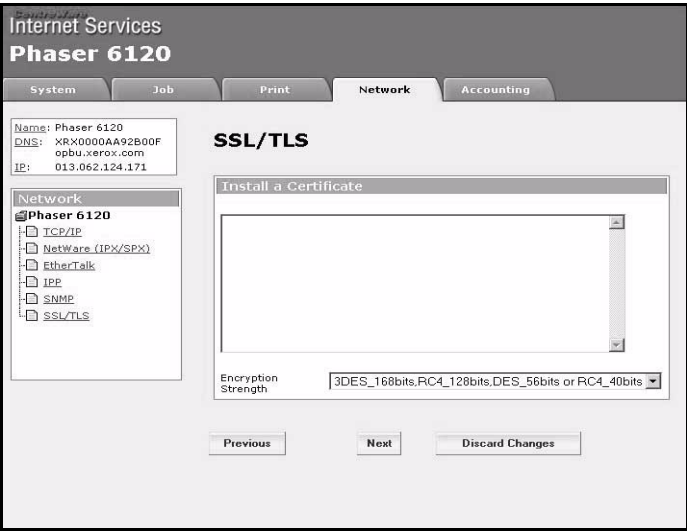 CentreWare
Internet Services
Phaser 6120
System Job Print Network Accounting
Name: Phaser 6120
DNS: XRX0000AA92B00F
opbu.xerox.com
IP: 013.062.124.171
SSL/TLS
Network
Phaser 6120
TCP/IP
NetWare (IPX/SPX)
EtherTalk
IPP
SNMP
SSL/TLS
Install a Certificate
Encryption
Strength
3DES_168bits,RC4_128bits,DES_56bits or RC4_40bits
Previous Next Discard Changes